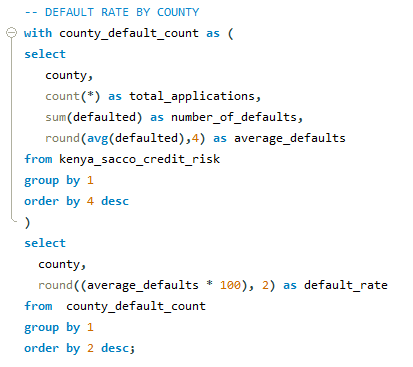 -- DEFAULT RATE BY COUNTY
with county_default_count as (
select
county,
count(*) as total_applications,
sum(defaulted) as number_of_defaults,
round(avg(defaulted),4) as average_defaults
from kenya_sacco_credit_risk
group by 1
order by 4 desc
)
select
county,
round((average_defaults * 100), 2) as default_rate
from  county_default_count
group by 1
order by 2 desc;